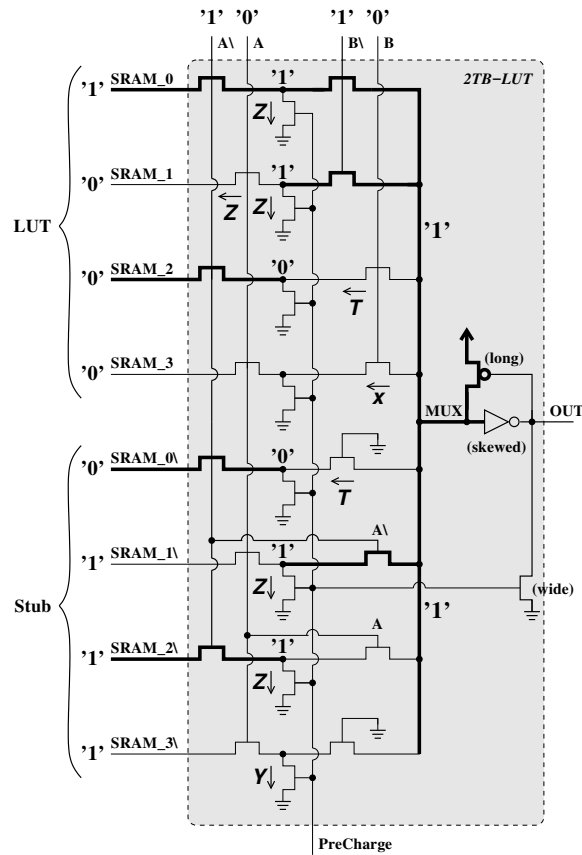 '1' '0' '1' '0'
A\ A B\ B
2TB−LUT
'1' SRAM_0 '1'
Z
'0' SRAM_1 '1'
Z Z
LUT
'1'
'0' SRAM_2 '0'
T
'0' SRAM_3
x
(long)
MUX OUT
(skewed)
'0' SRAM_0\ '0'
T
'1' SRAM_1\ '1' A\
Z (wide)
Stub
'1'
A
'1' SRAM_2\ '1'
Z
'1' SRAM_3\
Y
PreCharge